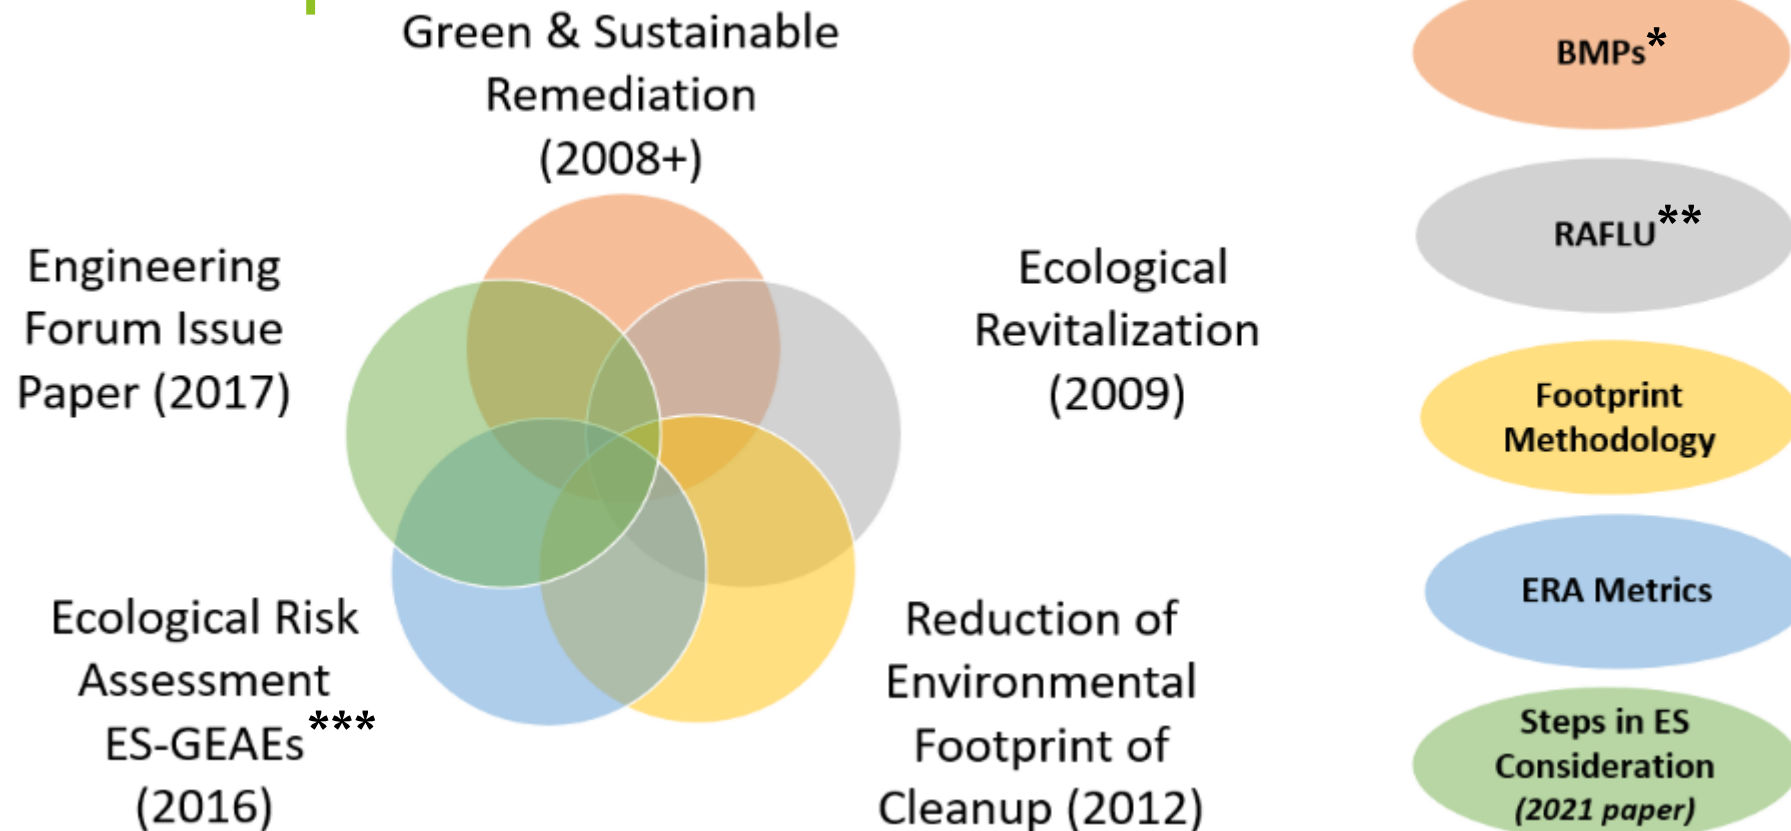 Green & Sustainable
Remediation
(2008+)
Engineering
Forum Issue
Paper (2017)
Ecological
Revitalization
(2009)
Ecological Risk
Assessment
ES-GEAEs***
(2016)
Reduction of
Environmental
Footprint of
Cleanup (2012)
BMPs*
RAFLU**
Footprint
Methodology
ERA Metrics
Steps in ES
Consideration
(2021 paper)